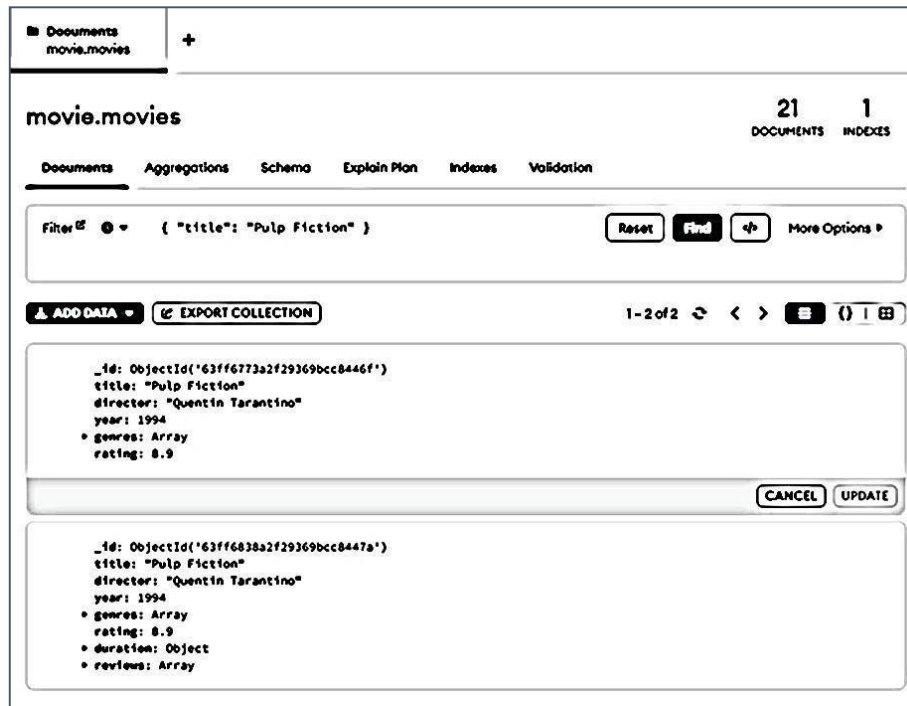 Documents
movie.movies
+
movie.movies
21
DOCUMENTS
1
INDEXES
Documents Aggregations Schema Explain Plan Indexes Validation
Filter { "title": "Pulp Fiction" } Reset Find </> More Options
ADD DATA EXPORT COLLECTION 1-2 of 2 < > {}
_id: ObjectId('63ff6773a2f29369bcc8446f')
title: "Pulp Fiction"
director: "Quentin Tarantino"
year: 1994
genres: Array
rating: 8.9
CANCEL UPDATE
_id: ObjectId('63ff6838a2f29369bcc8447a')
title: "Pulp Fiction"
director: "Quentin Tarantino"
year: 1994
genres: Array
rating: 8.9
duration: Object
reviews: Array